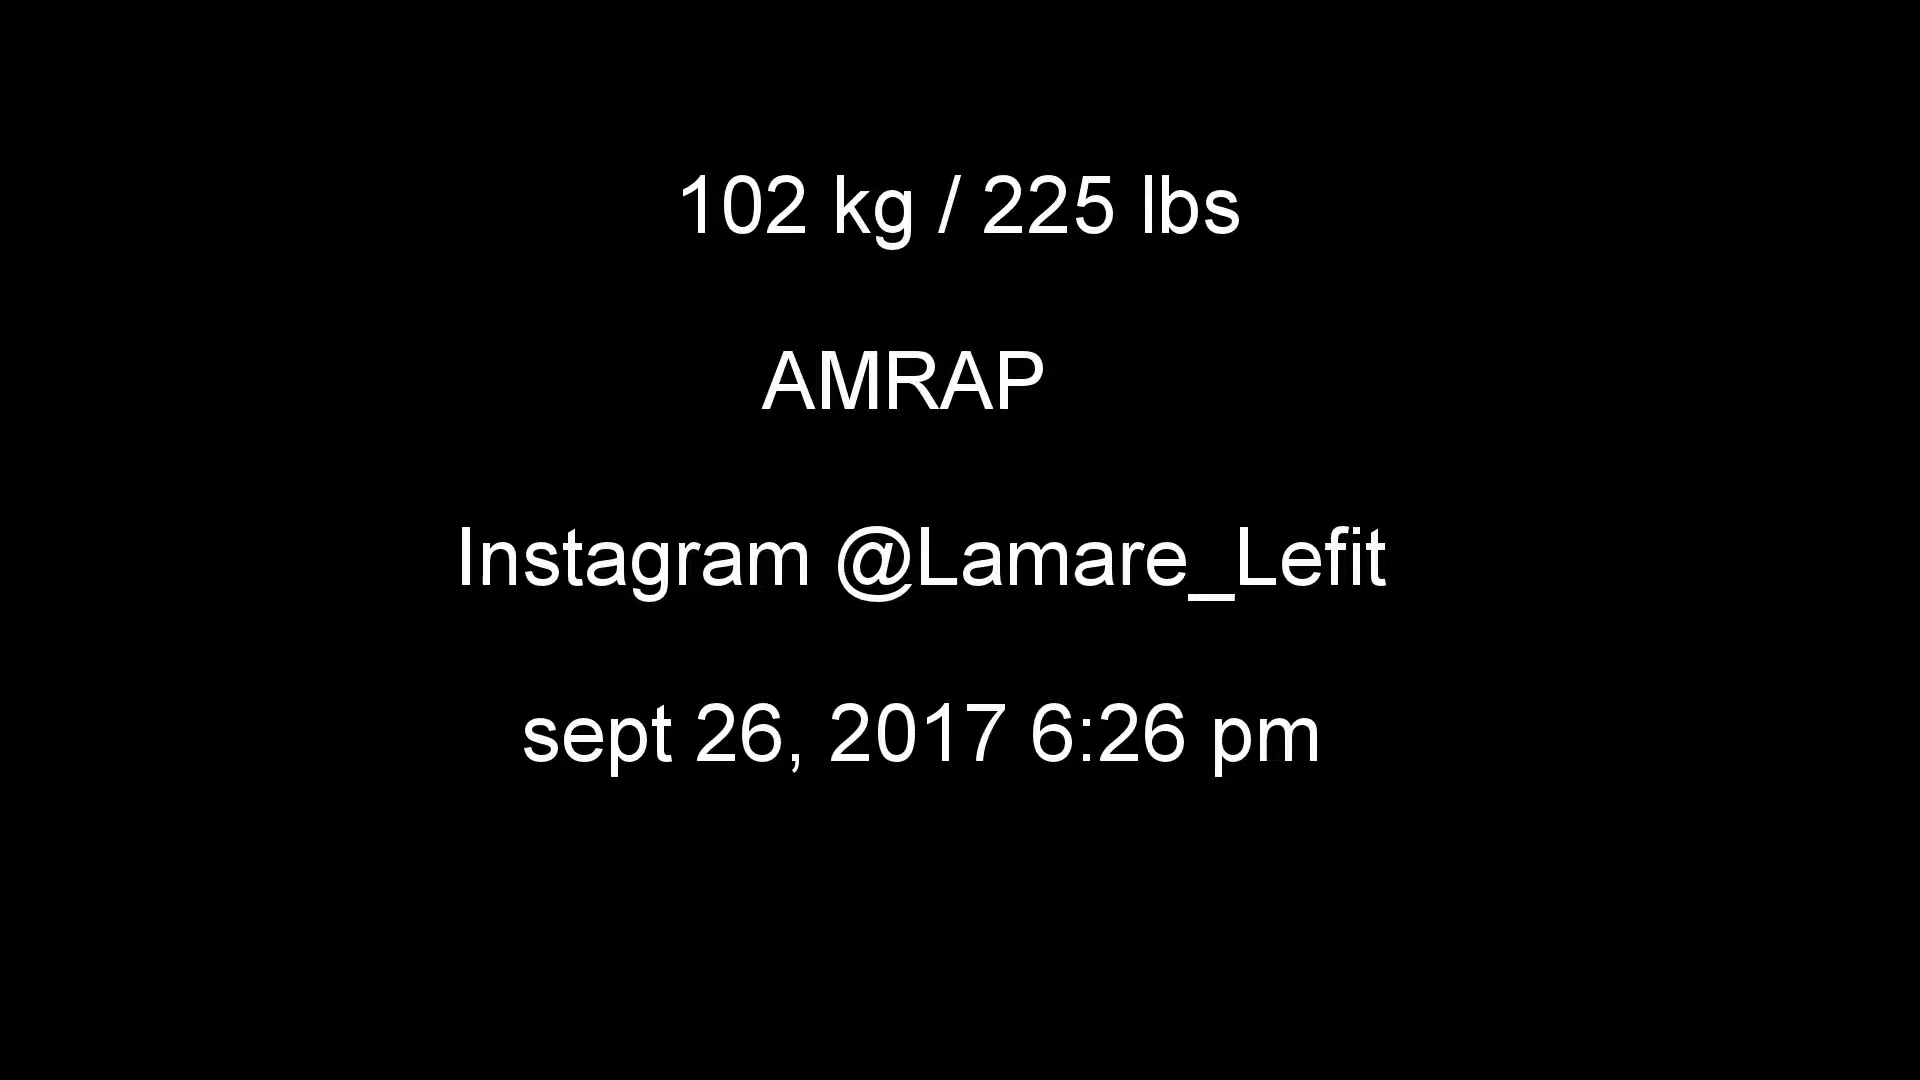 102 kg / 225 lbs
AMRAP
Instagram @Lamare_Lefit
sept 26, 2017 6:26 pm